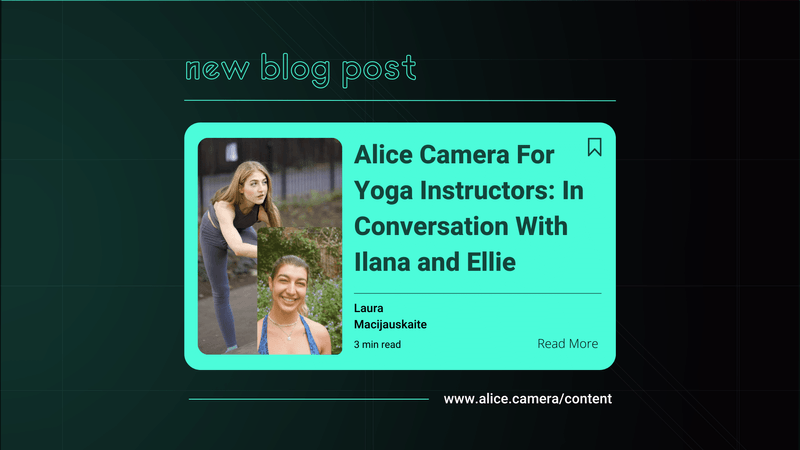 new blog post
Alice Camera For
Yoga Instructors: In
Conversation With
Ilana and Ellie
Laura
Macijauskaite
3 min read
Read More
www.alice.camera/content